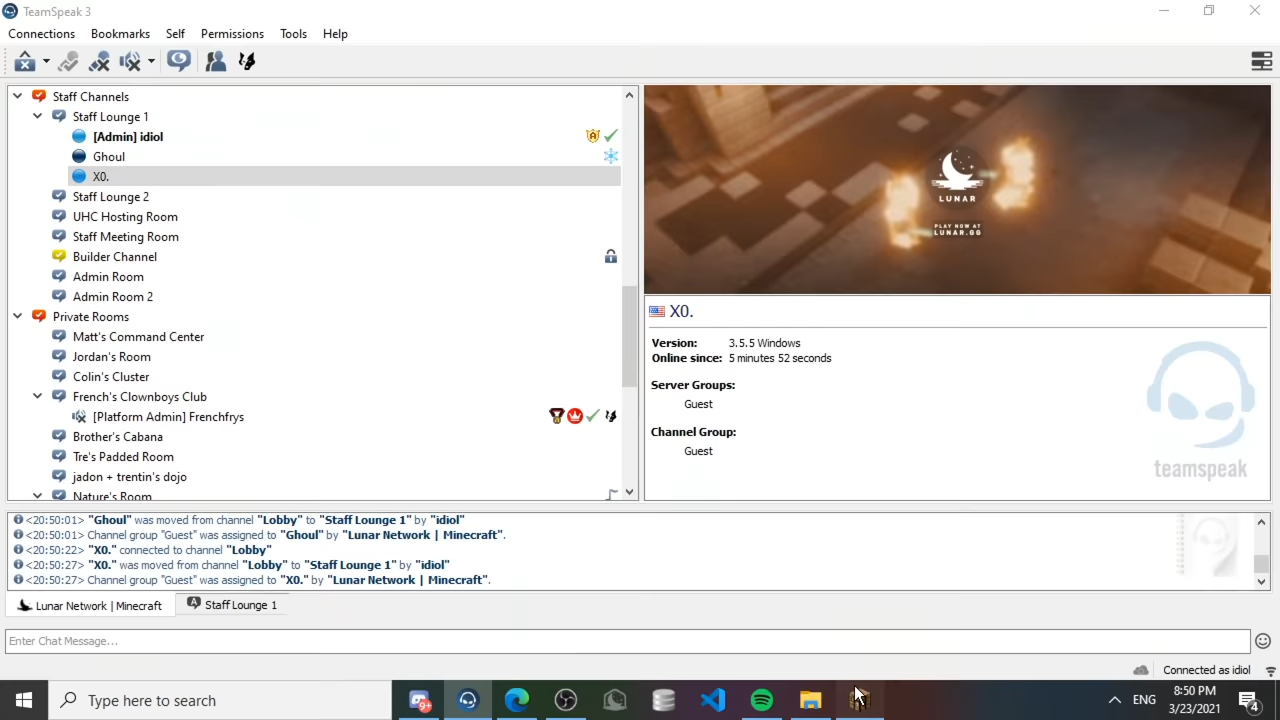 TeamSpeak 3
Connections Bookmarks Self Permissions Tools Help
Staff Channels
Staff Lounge 1
[Admin] idiol
Ghoul
X0.
Staff Lounge 2
UHC Hosting Room
Staff Meeting Room
Builder Channel
Admin Room
Admin Room 2
Private Rooms
Matt's Command Center
Jordan's Room
Colin's Cluster
French's Clownboys Club
[Platform Admin] Frenchfrys
Brother's Cabana
Tre's Padded Room
jadon + trentin's dojo
Nature's Room
LUNAR
PLAY NOW AT
LUNAR.GG
X0.
Version: 3.5.5 Windows
Online since: 5 minutes 52 seconds
Server Groups:
Guest
Channel Group:
Guest
teamspeak
<20:50:01> "Ghoul" was moved from channel "Lobby" to "Staff Lounge 1" by "idiol"
<20:50:01> Channel group "Guest" was assigned to "Ghoul" by "Lunar Network | Minecraft".
<20:50:22> "X0." connected to channel "Lobby"
<20:50:27> "X0." was moved from channel "Lobby" to "Staff Lounge 1" by "idiol"
<20:50:27> Channel group "Guest" was assigned to "X0." by "Lunar Network | Minecraft".
Lunar Network | Minecraft Staff Lounge 1
Enter Chat Message...
Connected as idiol
Type here to search
9+
ENG
8:50 PM
3/23/2021
4